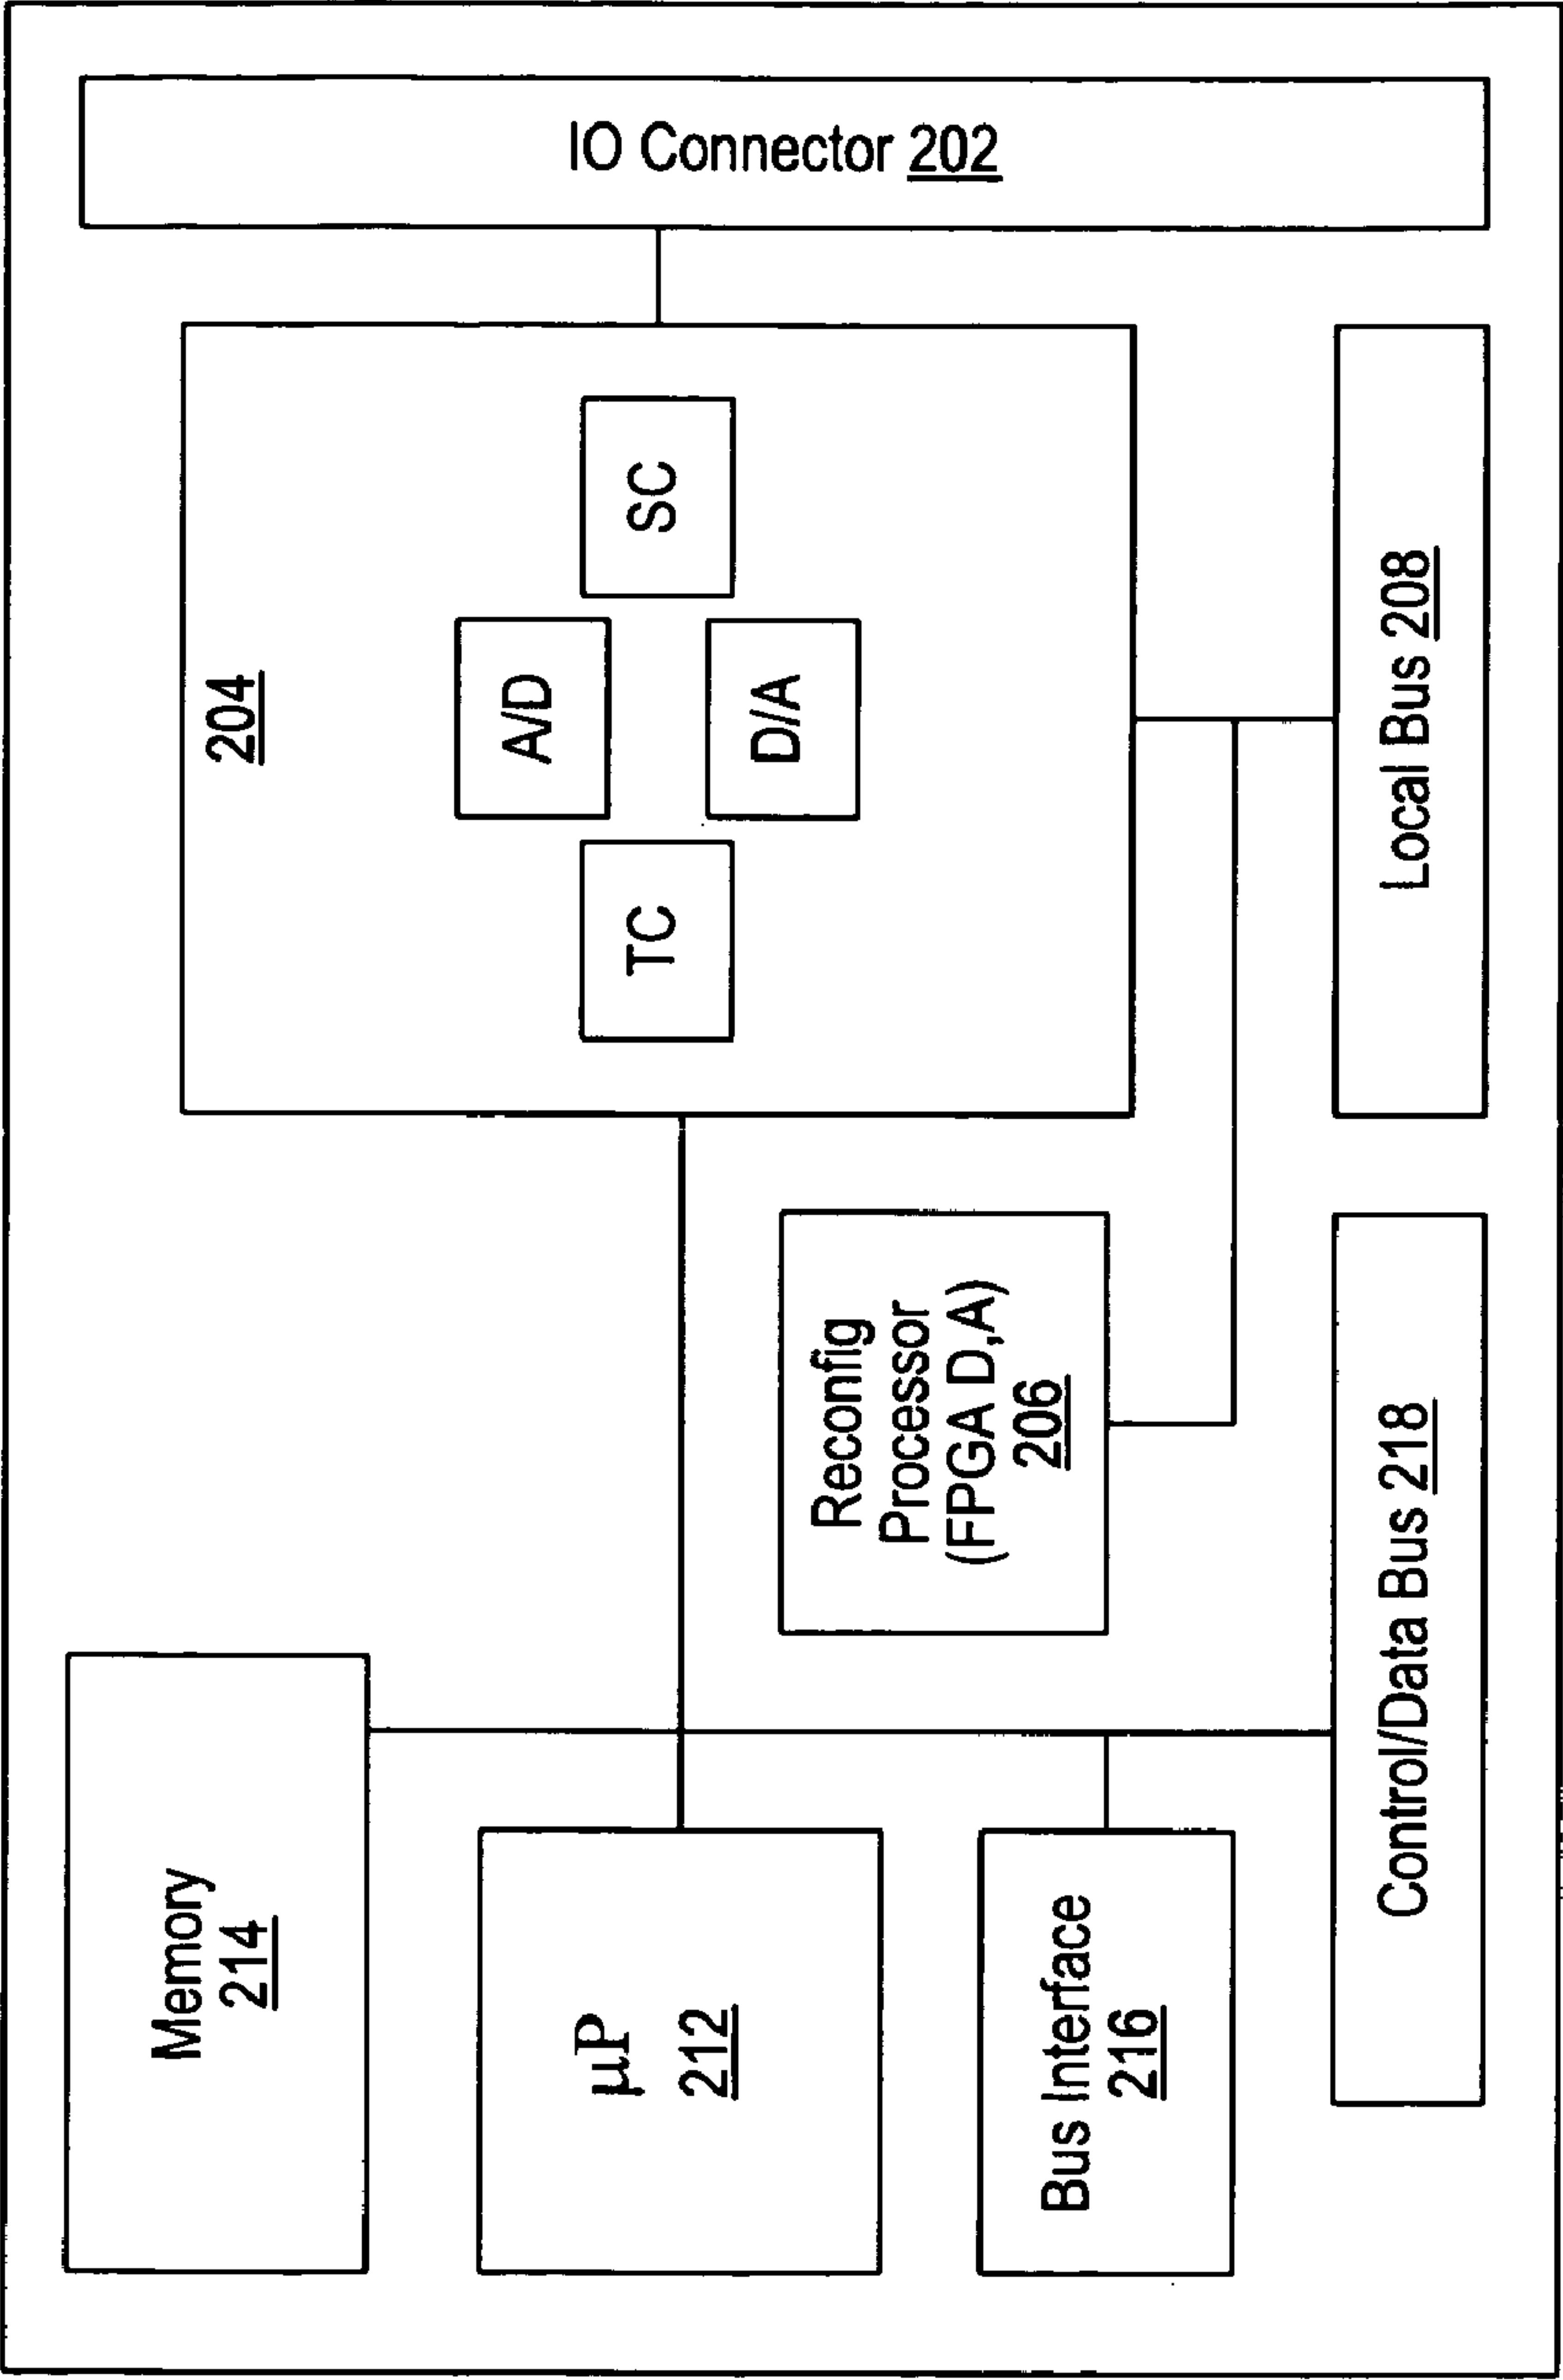 Memory
214
μP
212
Bus Interface
216
Reconfig
Processor
(FPGA D,A)
206
Control/Data Bus 218
204
A/D
TC
SC
D/A
Local Bus 208
IO Connector 202